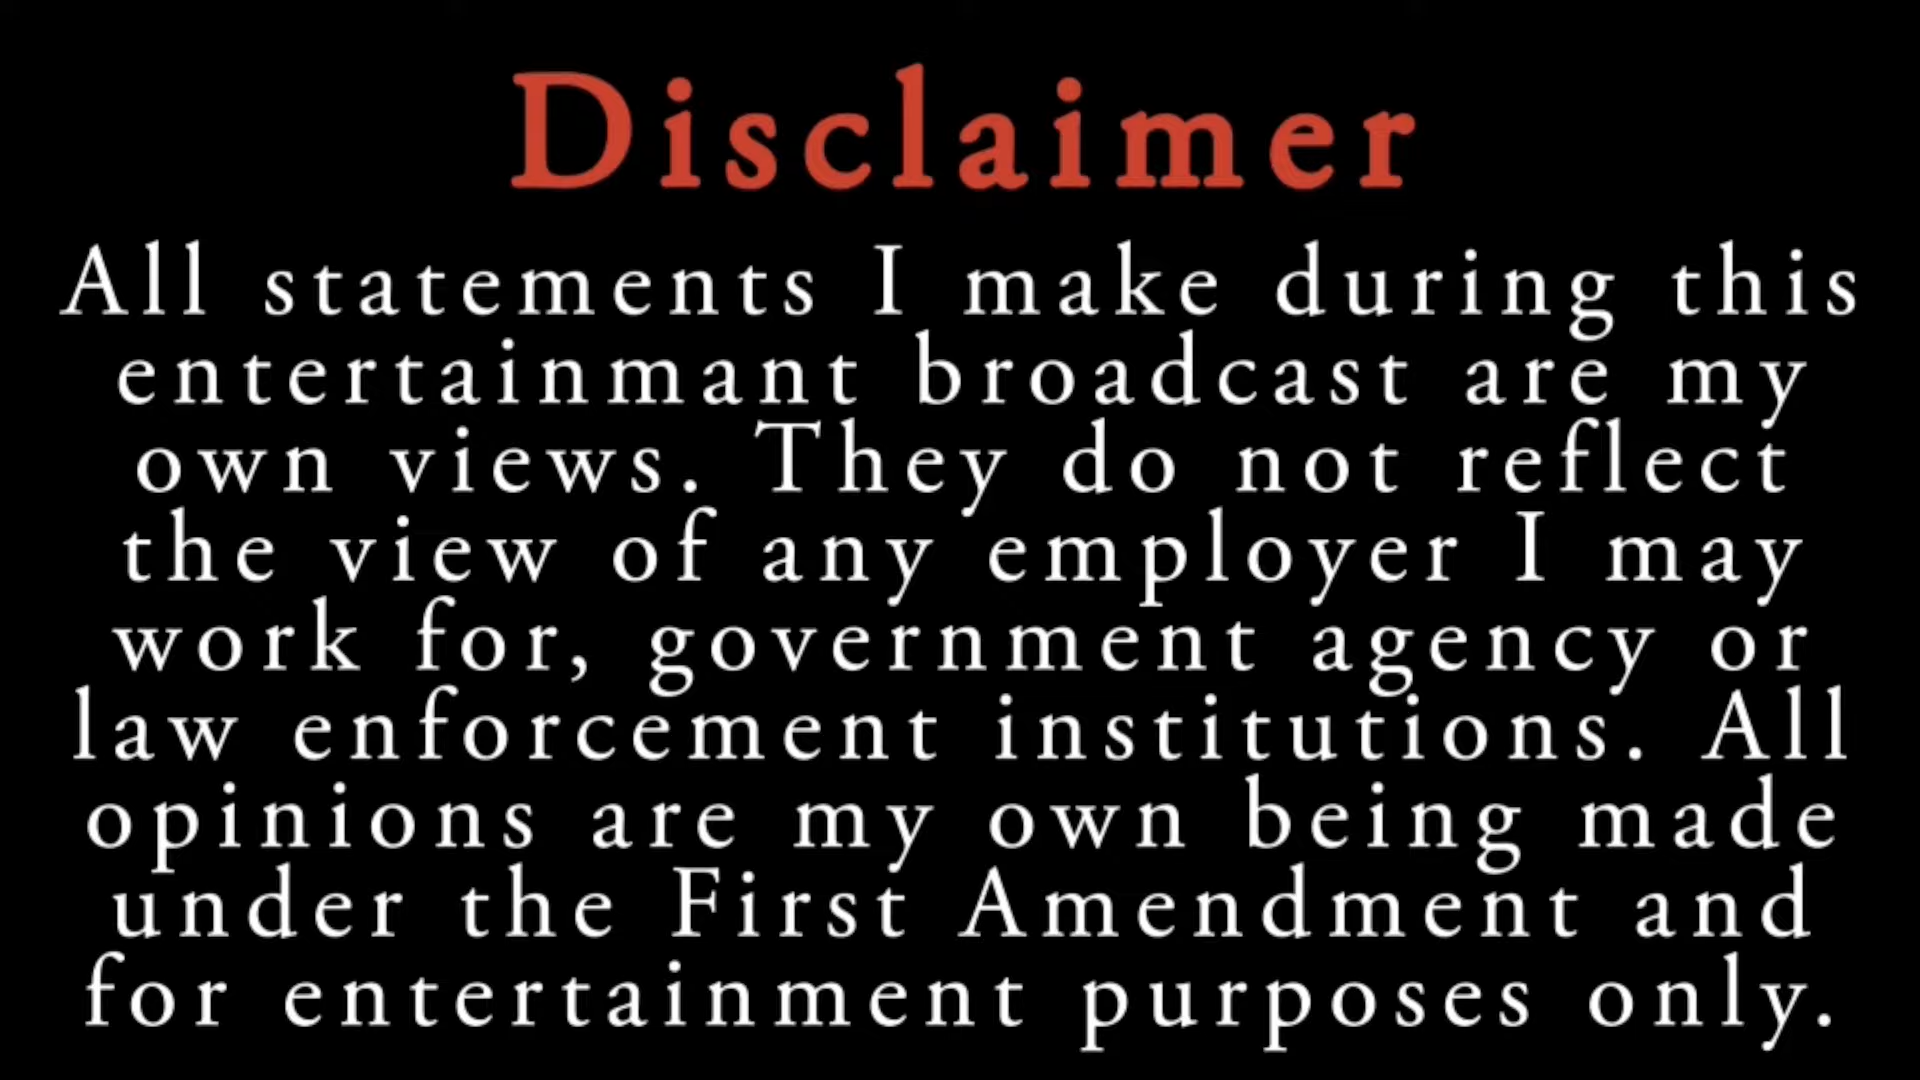 Disclaimer
All statements I make during this
entertainmant broadcast are my
own views. They do not reflect
the view of any employer I may
work for, government agency or
law enforcement institutions. All
opinions are my own being made
under the First Amendment and
for entertainment purposes only.